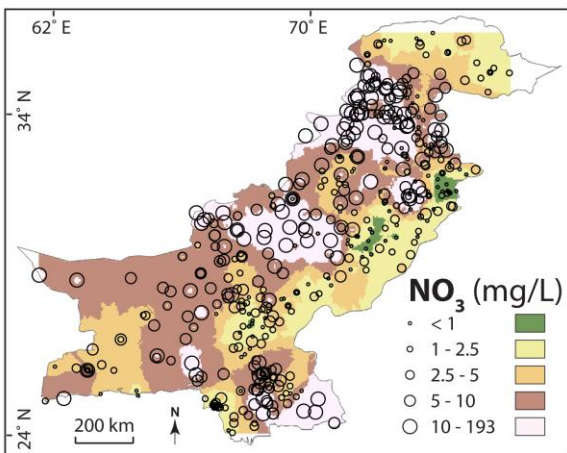 62° E
70° E
34° N
NO₃ (mg/L)
< 1
1 - 2.5
2.5 - 5
5 - 10
10 - 193
N
24° N
200 km